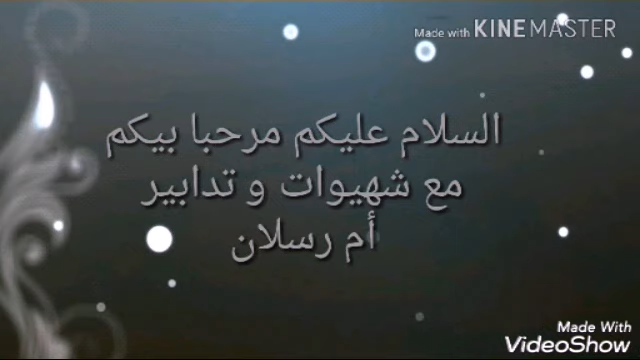 Made with KINEMASTER
السلام عليكم مرحبا بيكم
مع شهيوات و تدابير
أم رسلان
Made With
VideoShow